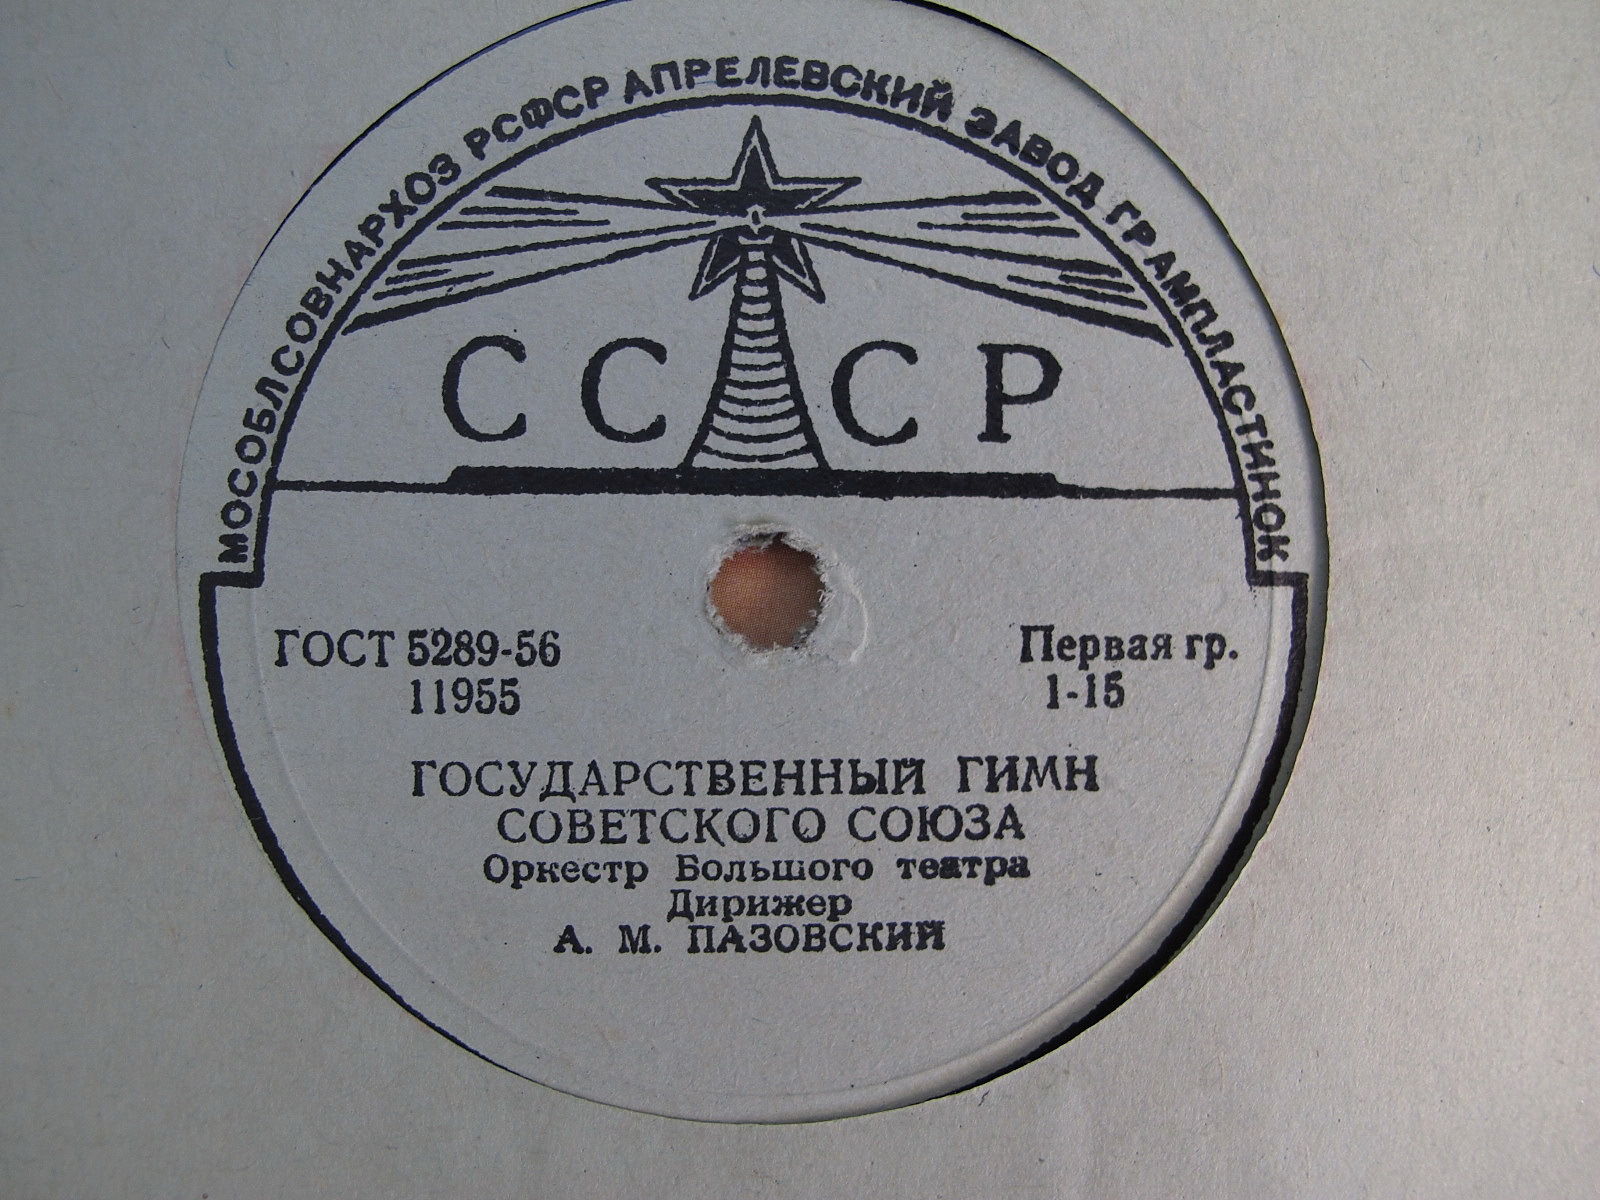 МОСОБЛСОВНАРХОЗ РСФСР АПРЕЛЕВСКИЙ ЗАВОД ГРАМПЛАСТИНОК
СССР
ГОСТ 5289-56
11955
Первая гр.
1-15
ГОСУДАРСТВЕННЫЙ ГИМН
СОВЕТСКОГО СОЮЗА
Оркестр Большого театра
Дирижер
А. М. ПАЗОВСКИЙ